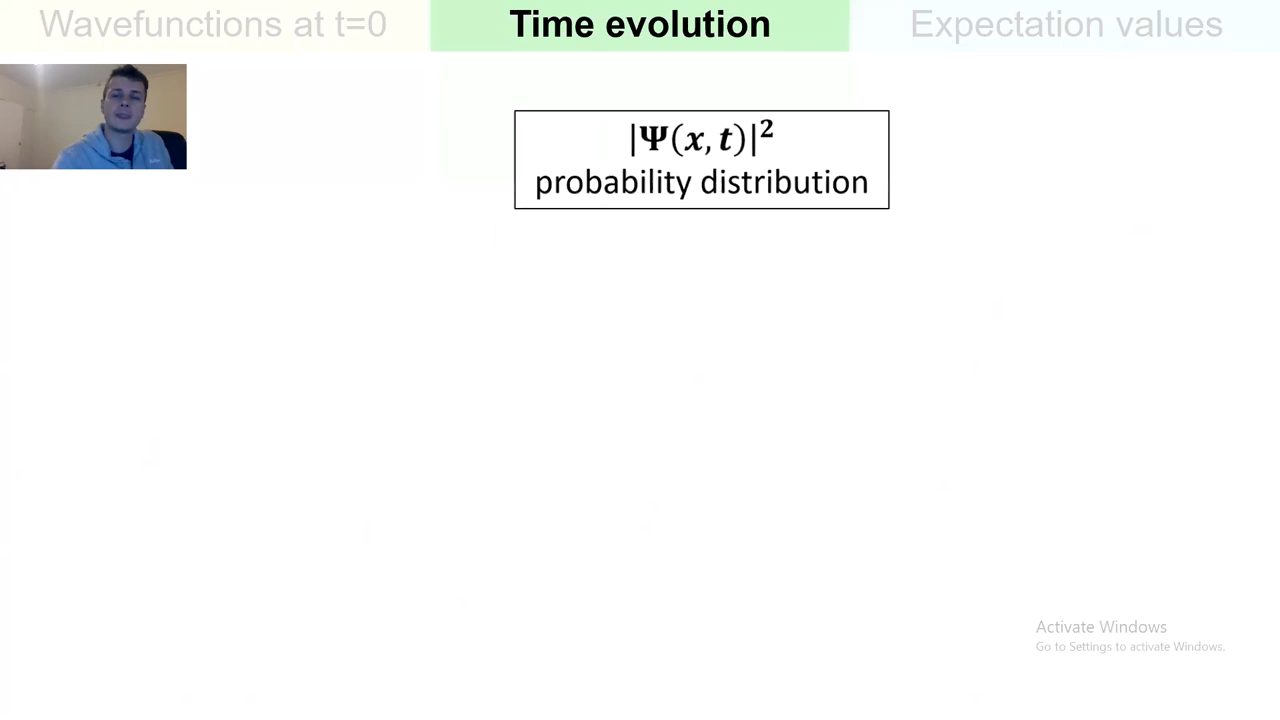 Wavefunctions at t=0
Time evolution
Expectation values
|Ψ(x, t)|²
probability distribution
Activate Windows
Go to Settings to activate Windows.